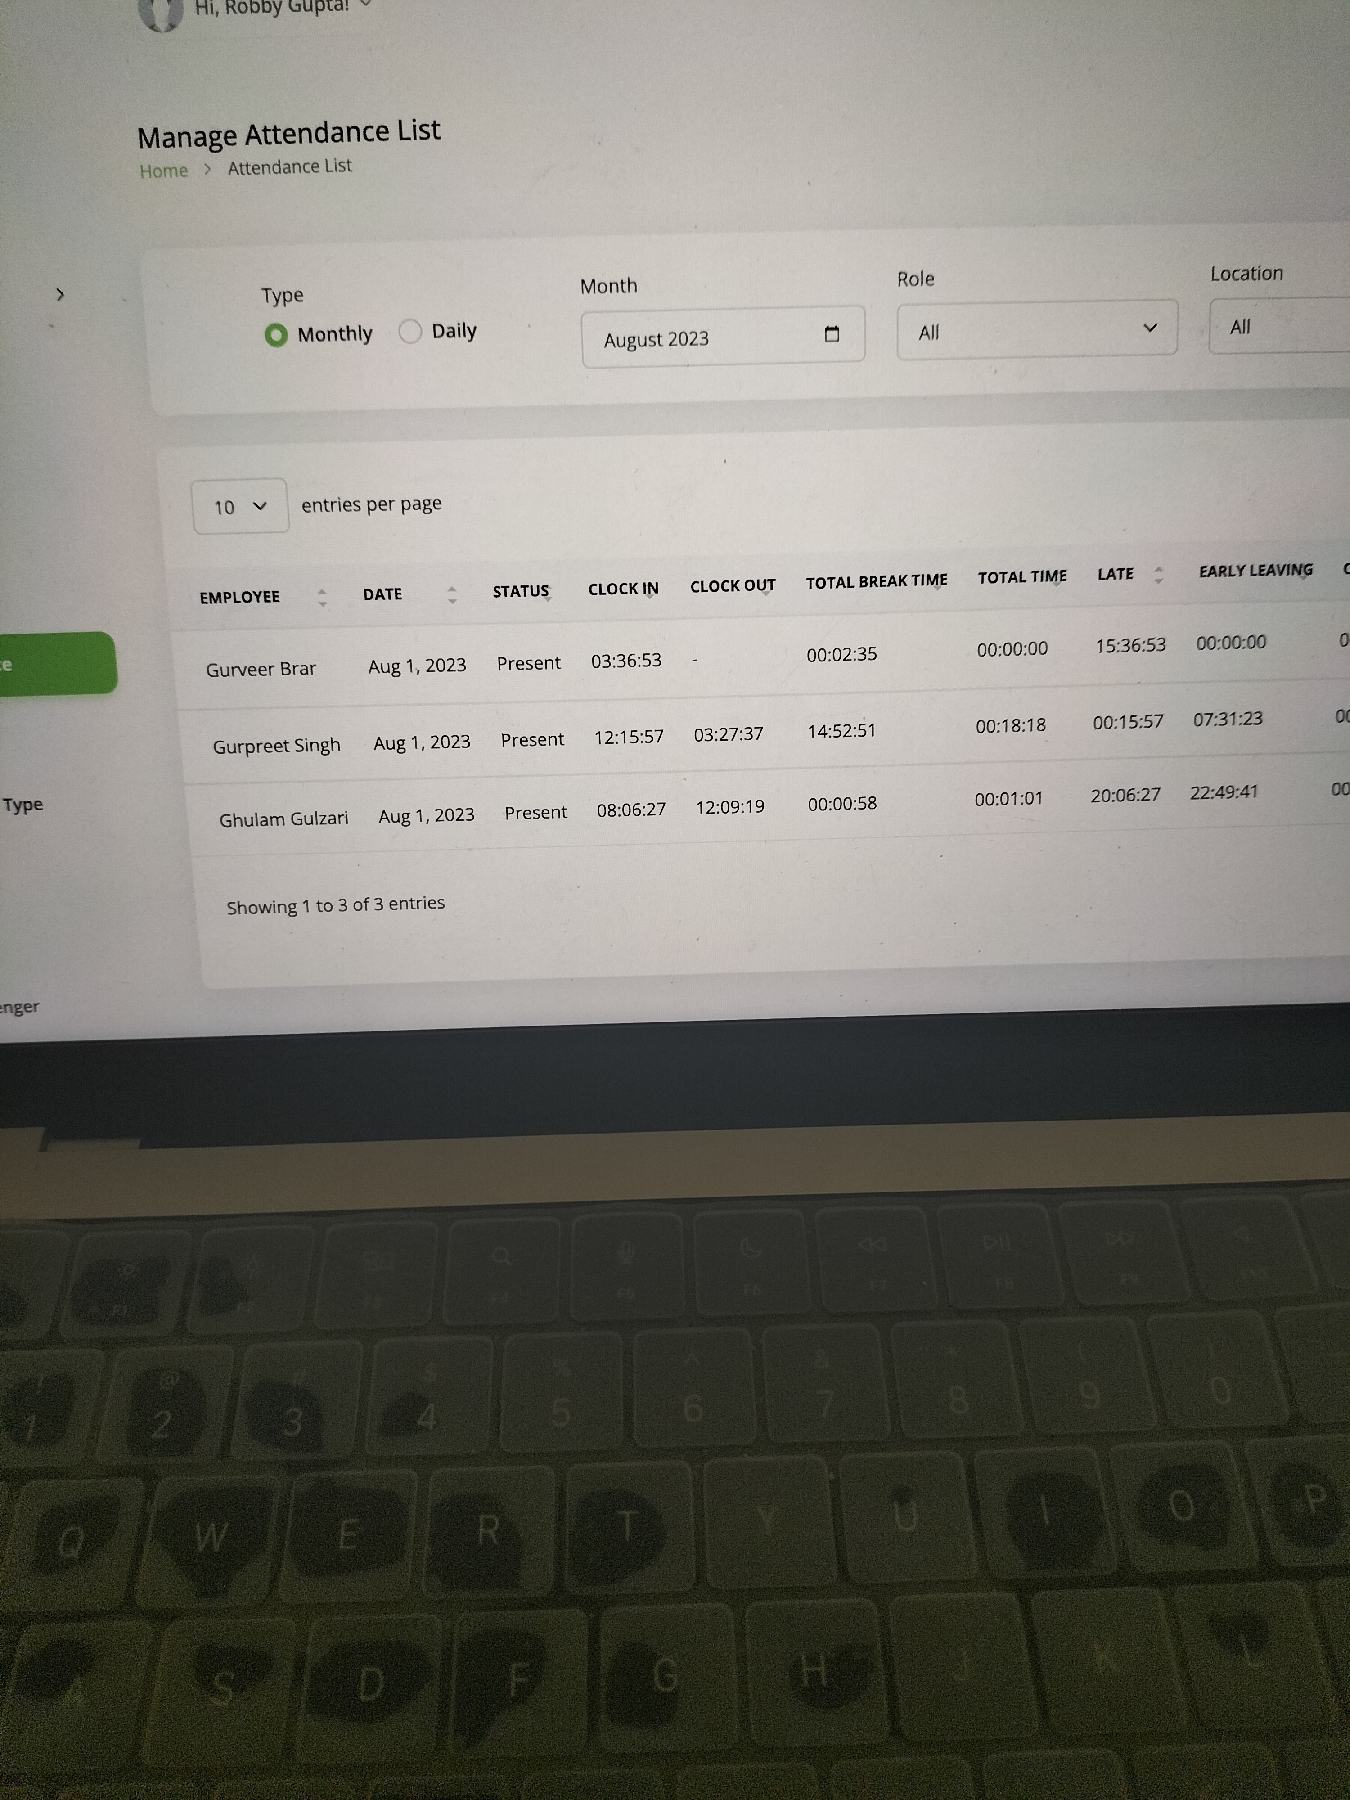 Hi, Robby Gupta!
Manage Attendance List
Home > Attendance List
Type
Month
Role
Location
Monthly
Daily
August 2023
All
All
10
entries per page
EMPLOYEE DATE STATUS CLOCK IN CLOCK OUT TOTAL BREAK TIME TOTAL TIME LATE EARLY LEAVING
Gurveer Brar Aug 1, 2023 Present 03:36:53 - 00:02:35 00:00:00 15:36:53 00:00:00 0
Gurpreet Singh Aug 1, 2023 Present 12:15:57 03:27:37 14:52:51 00:18:18 00:15:57 07:31:23 00
Ghulam Gulzari Aug 1, 2023 Present 08:06:27 12:09:19 00:00:58 00:01:01 20:06:27 22:49:41 00
Showing 1 to 3 of 3 entries
Type
enger
F1
1 2 3 4 5 6 7 8 9 0
Q W E R T Y U I O P
A S D F G H J K L